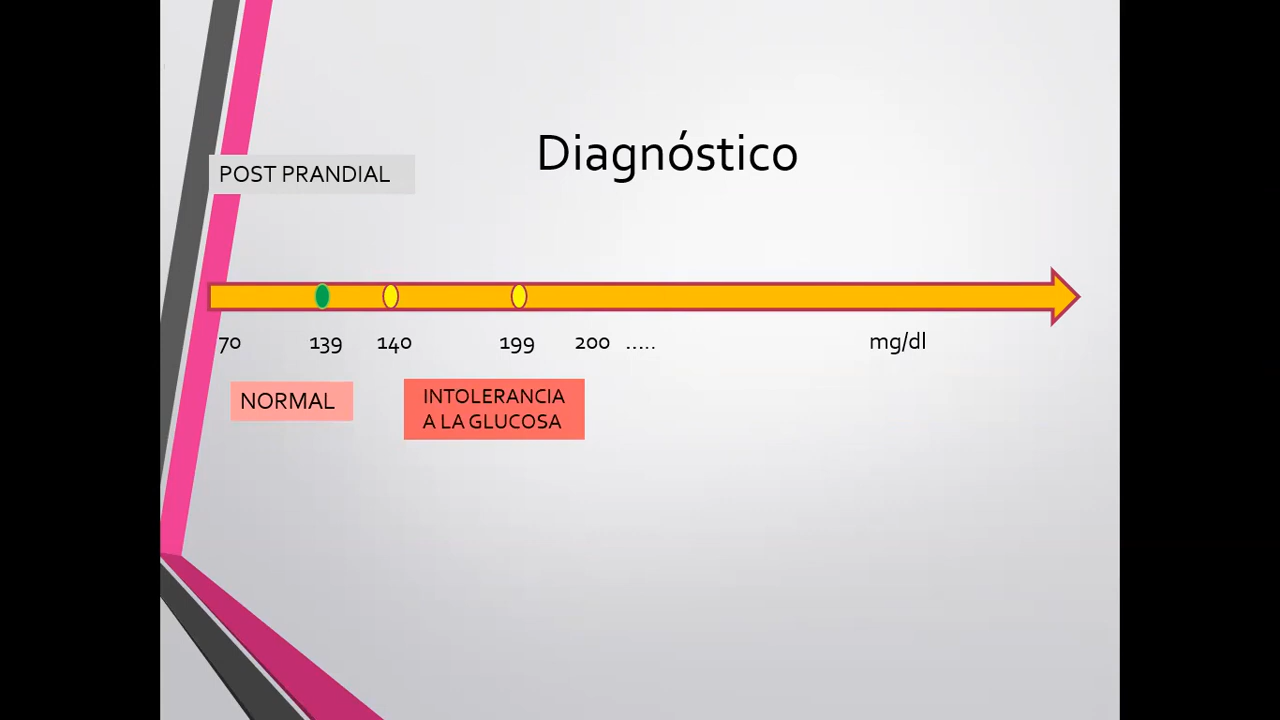 Diagnóstico
POST PRANDIAL
70 139 140 199 200 ..... mg/dl
NORMAL
INTOLERANCIA
A LA GLUCOSA